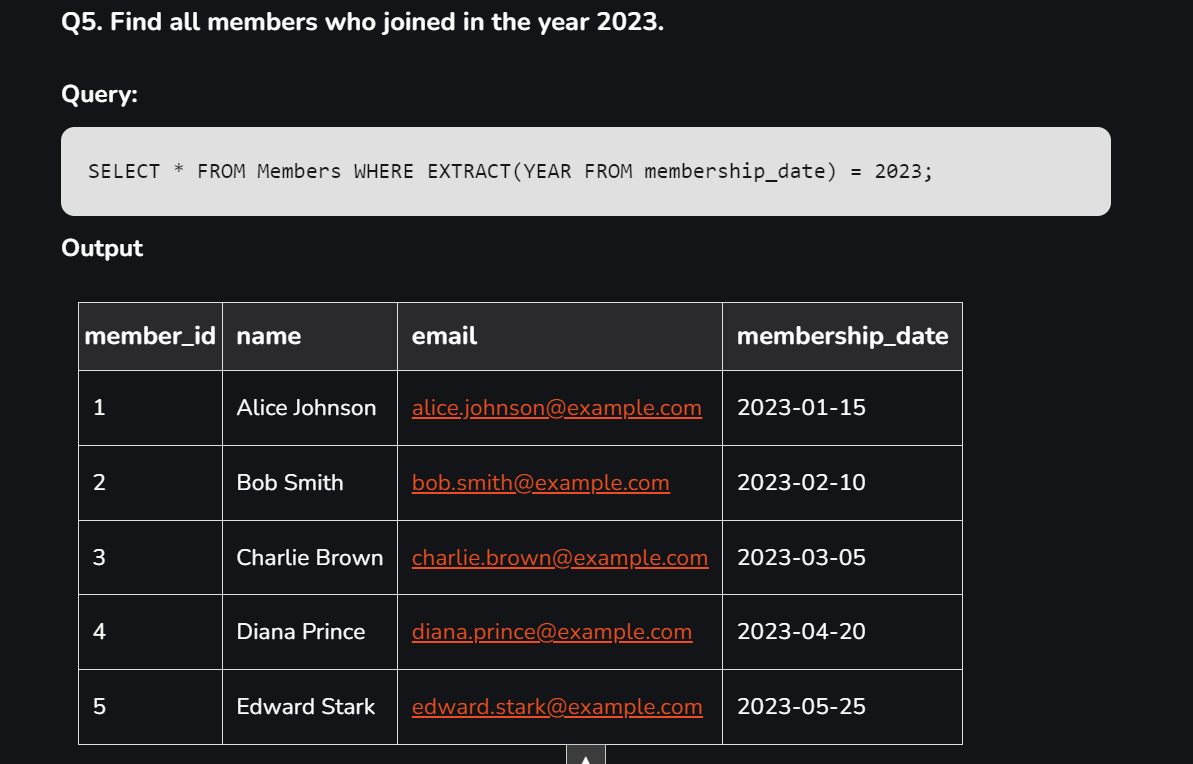 Q5. Find all members who joined in the year 2023.
Query:
SELECT * FROM Members WHERE EXTRACT(YEAR FROM membership_date) = 2023;
Output
member_id name email membership_date
1 Alice Johnson alice.johnson@example.com 2023-01-15
2 Bob Smith bob.smith@example.com 2023-02-10
3 Charlie Brown charlie.brown@example.com 2023-03-05
4 Diana Prince diana.prince@example.com 2023-04-20
5 Edward Stark edward.stark@example.com 2023-05-25